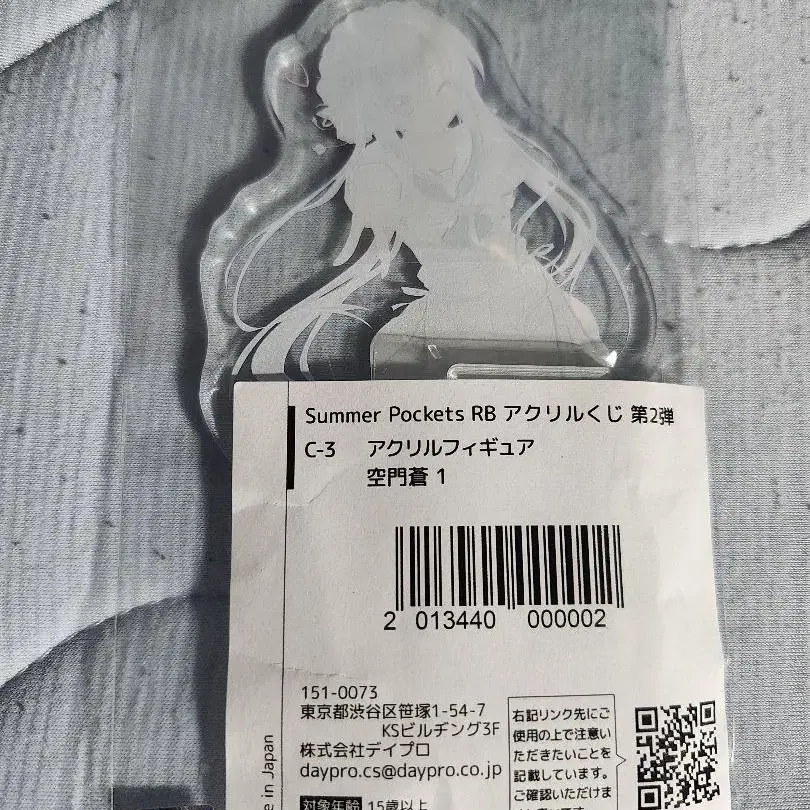 Summer Pockets RB アクリルくじ 第2弾
C-3 アクリルフィギュア
空門蒼 1
2 013440 000002
151-0073
東京都渋谷区笹塚1-54-7
KSビルヂング3F
株式会社デイプロ
daypro.cs@daypro.co.jp
対象年齢 15歳以上
右記リンク先にご
使用の上で注意い
ただきたいことを
記載しています。
ご確認いただけま
in Japan